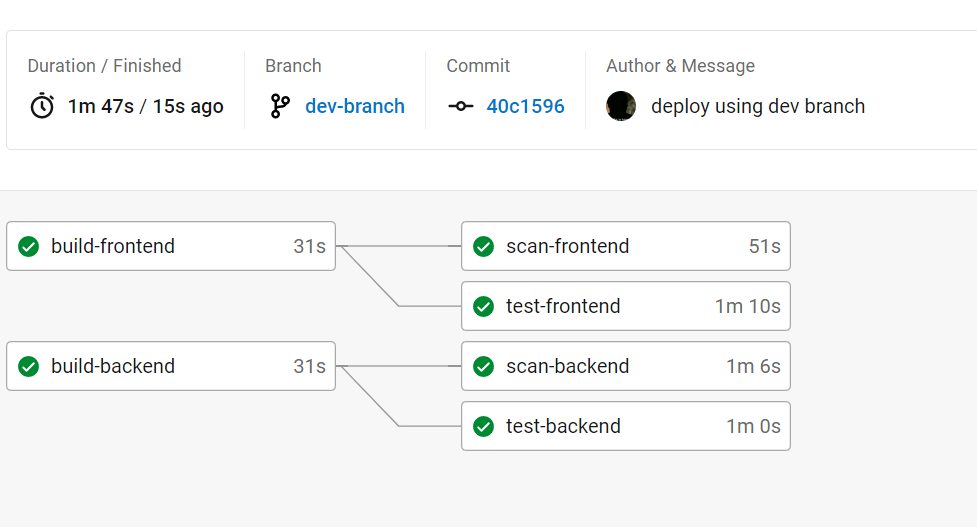 Duration / Finished
1m 47s / 15s ago
Branch
dev-branch
Commit
40c1596
Author & Message
deploy using dev branch
build-frontend 31s
scan-frontend 51s
test-frontend 1m 10s
build-backend 31s
scan-backend 1m 6s
test-backend 1m 0s